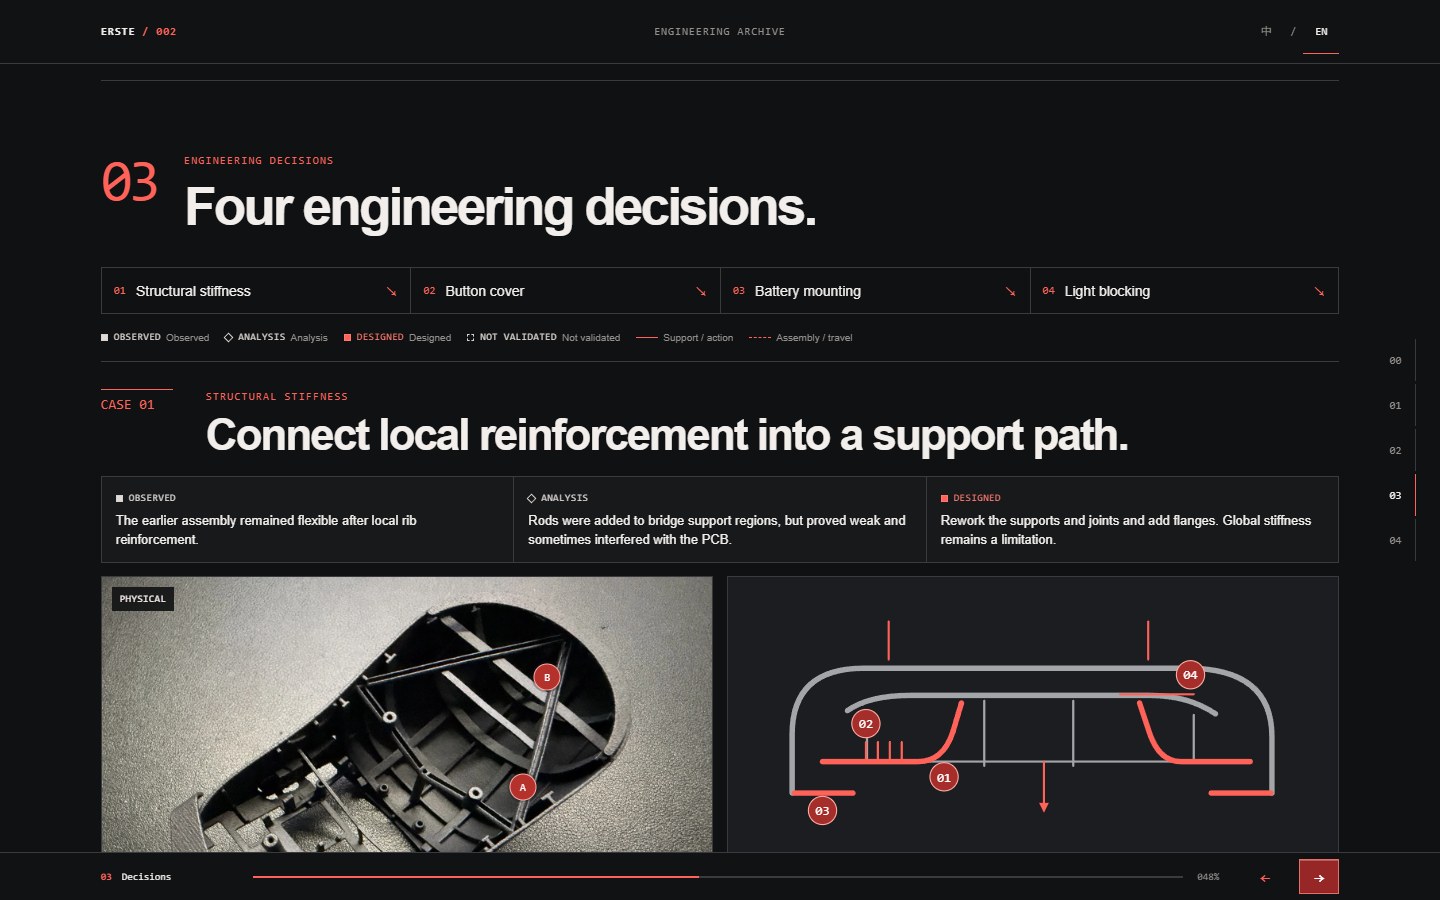 ERSTE / 002
ENGINEERING ARCHIVE
中 / EN
03
ENGINEERING DECISIONS
Four engineering decisions.
01 Structural stiffness ↘
02 Button cover ↘
03 Battery mounting ↘
04 Light blocking ↘
OBSERVED Observed
ANALYSIS Analysis
DESIGNED Designed
NOT VALIDATED Not validated
Support / action
Assembly / travel
CASE 01
STRUCTURAL STIFFNESS
Connect local reinforcement into a support path.
OBSERVED
The earlier assembly remained flexible after local rib
reinforcement.
ANALYSIS
Rods were added to bridge support regions, but proved weak and
sometimes interfered with the PCB.
DESIGNED
Rework the supports and joints and add flanges. Global stiffness
remains a limitation.
PHYSICAL
B
A
04
02
01
03
00
01
02
03
04
03 Decisions
048%
← →